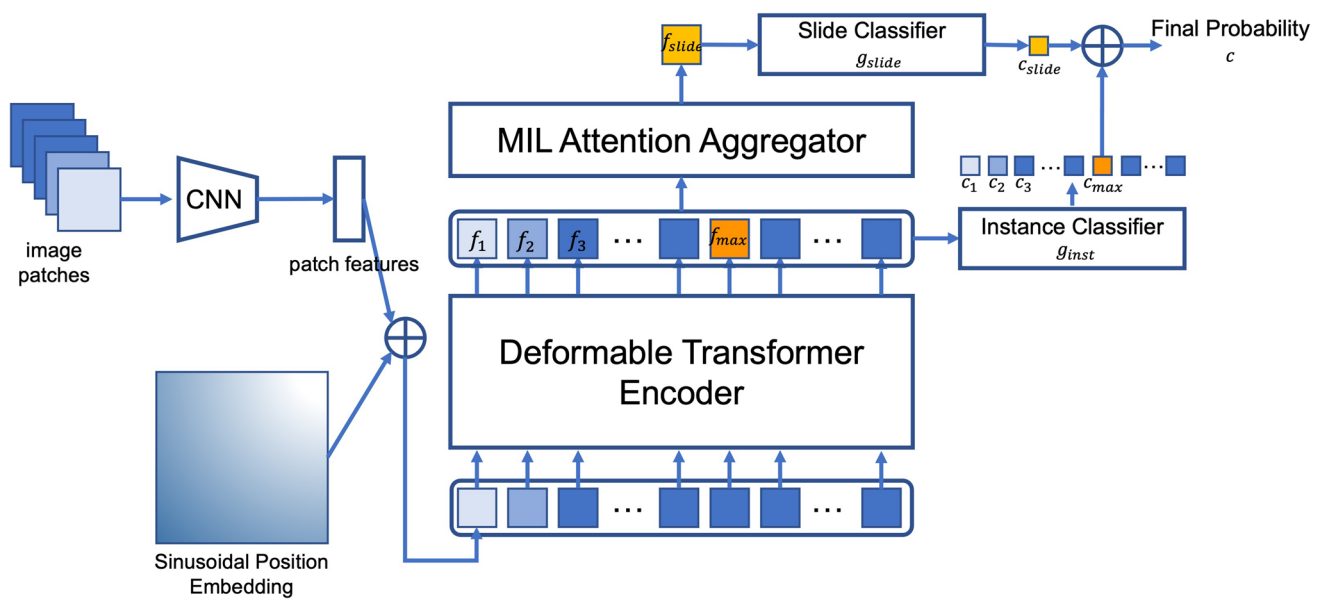 Slide Classifier
g_slide
f_slide
c_slide
Final Probability
c
MIL Attention Aggregator
CNN
image
patches
patch features
c_1 c_2 c_3 ... c_max ... 
f_1 f_2 f_3 ... f_max ...
Instance Classifier
g_inst
Deformable Transformer
Encoder
... ...
Sinusoidal Position
Embedding